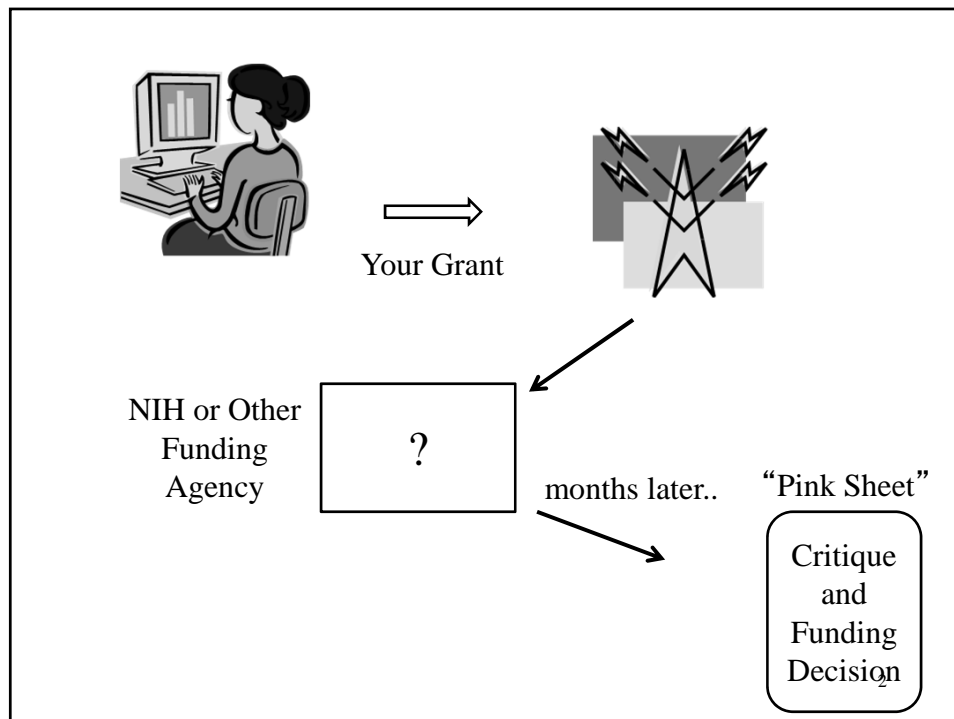 Your Grant
NIH or Other
Funding
Agency
?
months later..
“Pink Sheet”
Critique
and
Funding
Decision
2